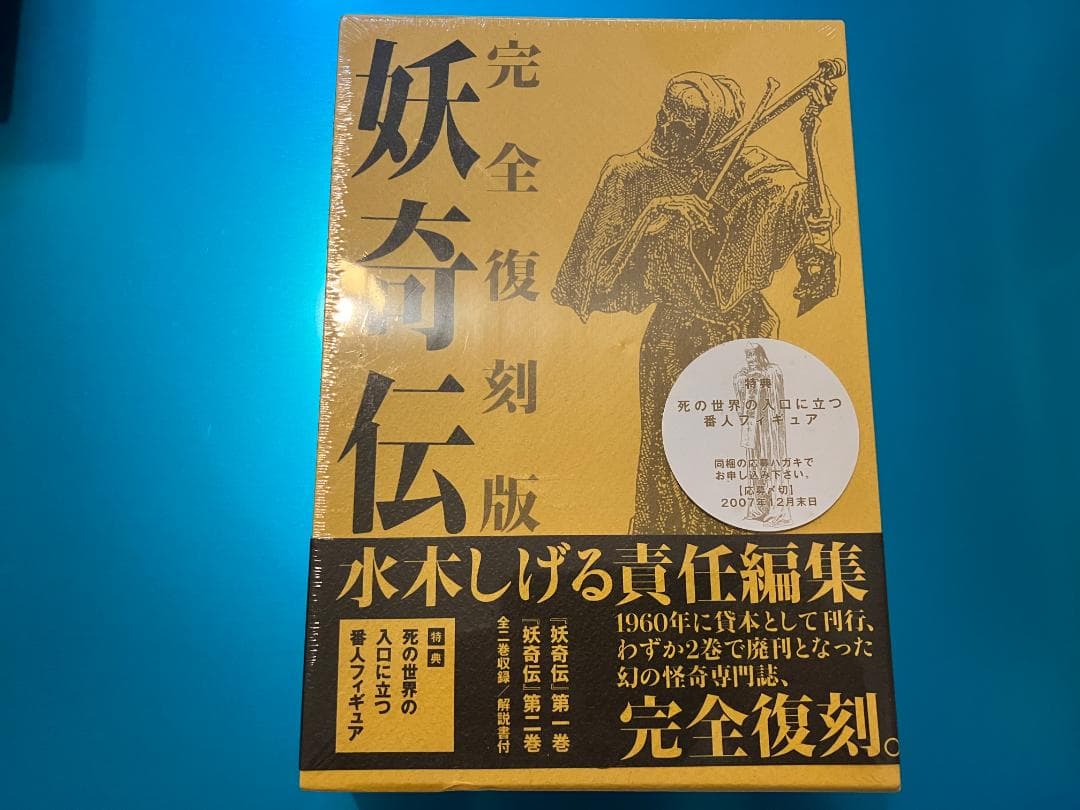 完全復刻版
妖奇伝
特典
死の世界の入口に立つ
番人フィギュア
同梱の応募ハガキで
お申し込み下さい。
【応募〆切】
2007年12月末日
水木しげる責任編集
1960年に貸本として刊行、
わずか2巻で廃刊となった
幻の怪奇専門誌、
完全復刻。
『妖奇伝』第一巻
『妖奇伝』第二巻
全二巻収録/解説書付
特典
死の世界の
入口に立つ
番人フィギュア